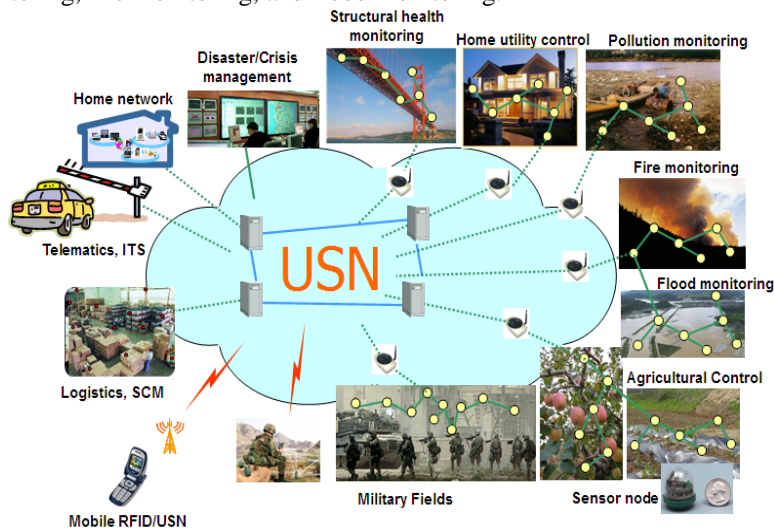 Structural health
monitoring
Home utility control
Pollution monitoring
Disaster/Crisis
management
Home network
Fire monitoring
USN
Telematics, ITS
Flood monitoring
Logistics, SCM
Agricultural Control
Military Fields
Sensor node
Mobile RFID/USN